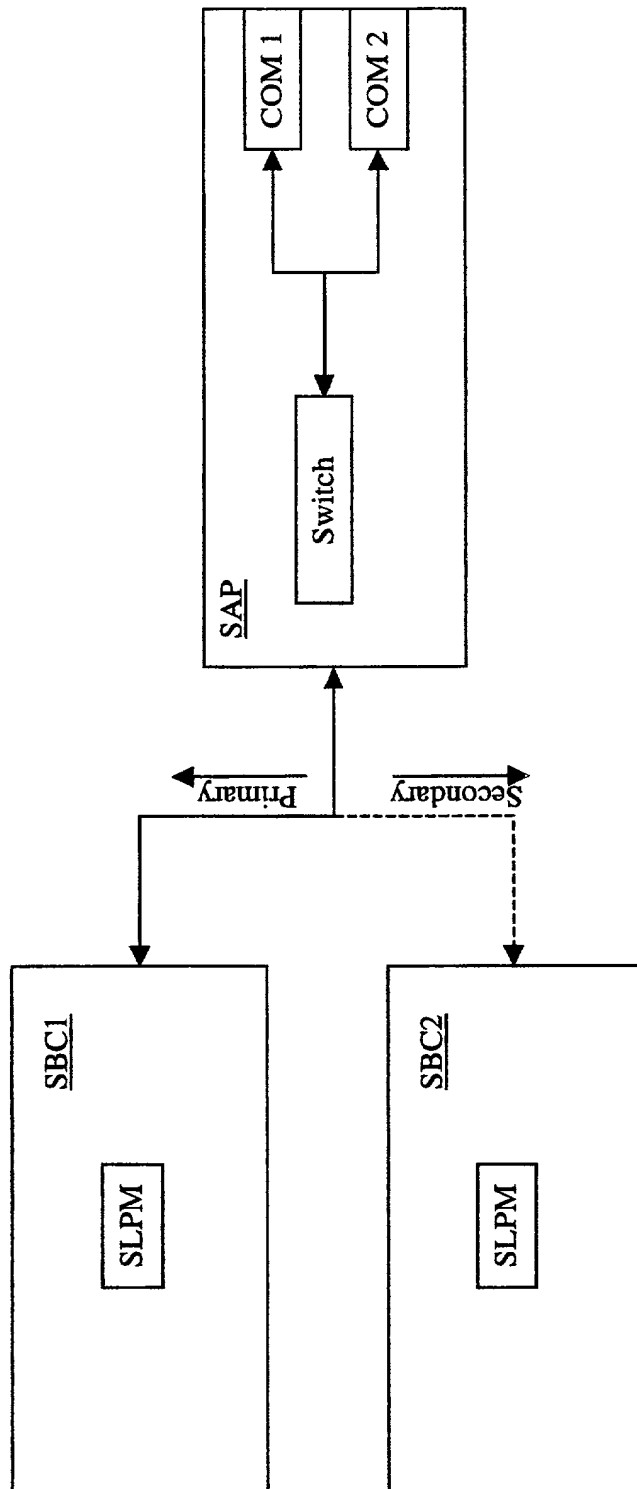 SBC1
SLPM
SBC2
SLPM
Primary
Secondary
SAP
Switch
COM 1
COM 2